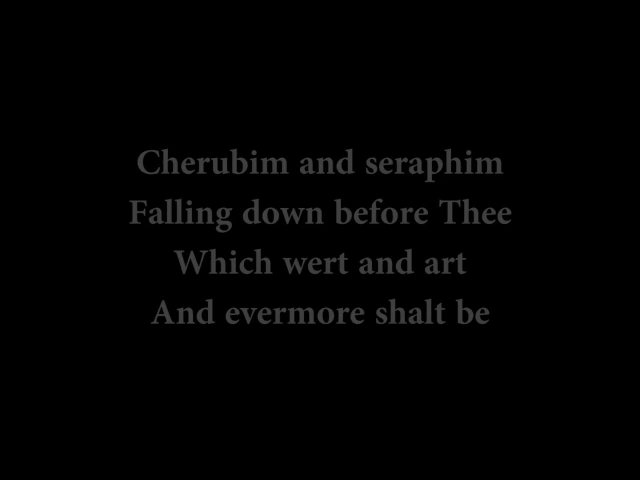 Cherubim and seraphim
Falling down before Thee
Which wert and art
And evermore shalt be